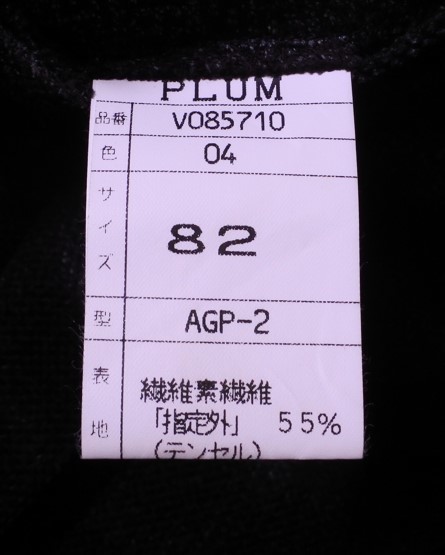 PLUM
品番 V085710
色 04
サイズ 82
型 AGP-2
表地 繊維素繊維
「指定外」 55%
(テンセル)